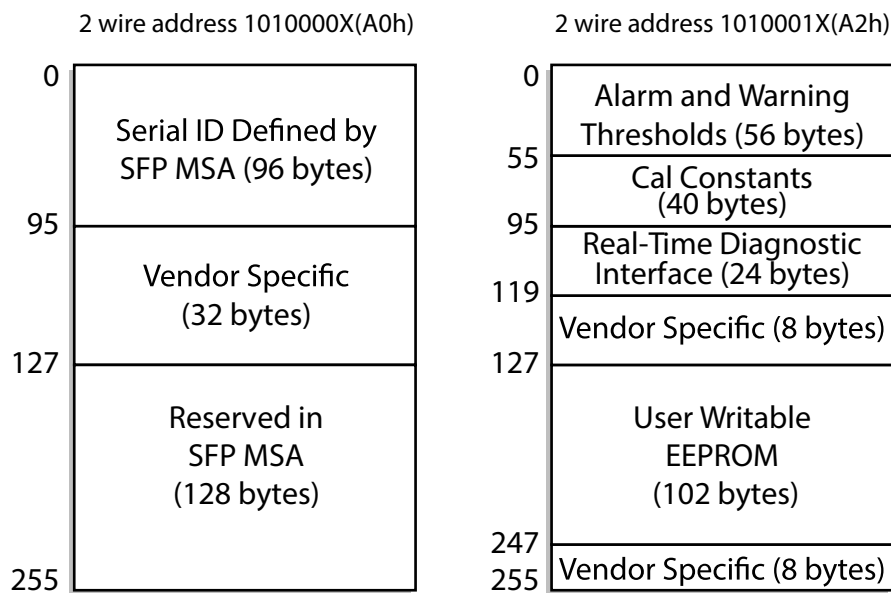 2 wire address 1010000X(A0h)
0
Serial ID Defined by
SFP MSA (96 bytes)
95
Vendor Specific
(32 bytes)
127
Reserved in
SFP MSA
(128 bytes)
255
2 wire address 1010001X(A2h)
0
Alarm and Warning
Thresholds (56 bytes)
55
Cal Constants
(40 bytes)
95
Real-Time Diagnostic
Interface (24 bytes)
119
Vendor Specific (8 bytes)
127
User Writable
EEPROM
(102 bytes)
247
Vendor Specific (8 bytes)
255